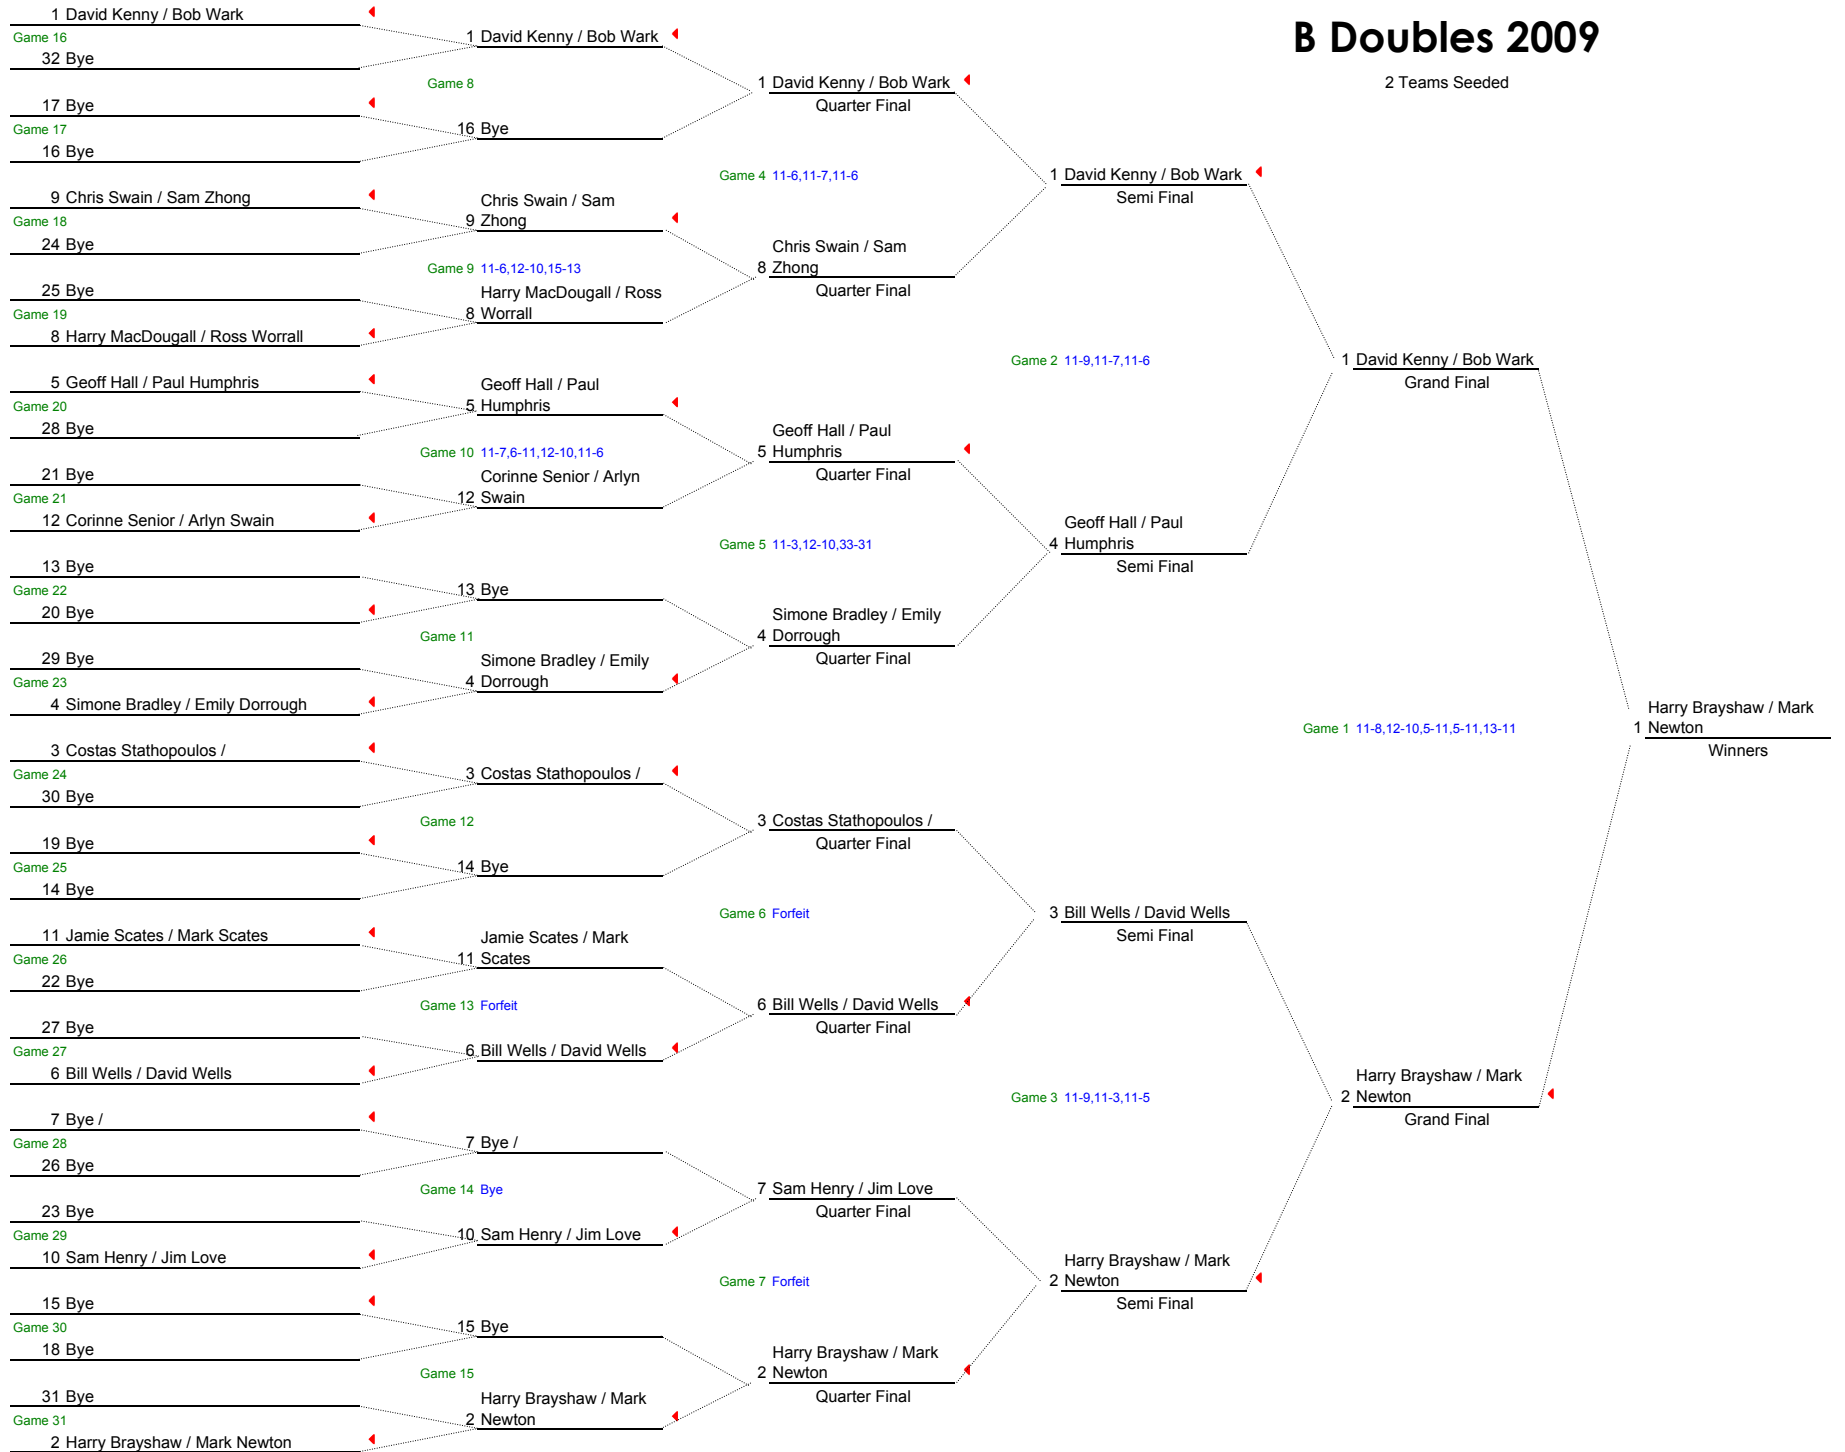 B Doubles 2009
2 Teams Seeded
1 David Kenny / Bob Wark
Game 16
32 Bye
17 Bye
Game 17
16 Bye
9 Chris Swain / Sam Zhong
Game 18
24 Bye
25 Bye
Game 19
8 Harry MacDougall / Ross Worrall
5 Geoff Hall / Paul Humphris
Game 20
28 Bye
21 Bye
Game 21
12 Corinne Senior / Arlyn Swain
13 Bye
Game 22
20 Bye
29 Bye
Game 23
4 Simone Bradley / Emily Dorrough
3 Costas Stathopoulos /
Game 24
30 Bye
19 Bye
Game 25
14 Bye
11 Jamie Scates / Mark Scates
Game 26
22 Bye
27 Bye
Game 27
6 Bill Wells / David Wells
7 Bye /
Game 28
26 Bye
23 Bye
Game 29
10 Sam Henry / Jim Love
15 Bye
Game 30
18 Bye
31 Bye
Game 31
2 Harry Brayshaw / Mark Newton
1 David Kenny / Bob Wark
Game 8
16 Bye
Chris Swain / Sam
9 Zhong
Game 9 11-6,12-10,15-13
Harry MacDougall / Ross
8 Worrall
Geoff Hall / Paul
5 Humphris
Game 10 11-7,6-11,12-10,11-6
Corinne Senior / Arlyn
12 Swain
13 Bye
Game 11
Simone Bradley / Emily
4 Dorrough
3 Costas Stathopoulos /
Game 12
14 Bye
Jamie Scates / Mark
11 Scates
Game 13 Forfeit
6 Bill Wells / David Wells
7 Bye /
Game 14 Bye
10 Sam Henry / Jim Love
15 Bye
Game 15
Harry Brayshaw / Mark
2 Newton
1 David Kenny / Bob Wark
Quarter Final
Game 4 11-6,11-7,11-6
Chris Swain / Sam
8 Zhong
Quarter Final
Geoff Hall / Paul
5 Humphris
Quarter Final
Game 5 11-3,12-10,33-31
Simone Bradley / Emily
4 Dorrough
Quarter Final
3 Costas Stathopoulos /
Quarter Final
Game 6 Forfeit
6 Bill Wells / David Wells
Quarter Final
7 Sam Henry / Jim Love
Quarter Final
Game 7 Forfeit
Harry Brayshaw / Mark
2 Newton
Quarter Final
1 David Kenny / Bob Wark
Semi Final
Game 2 11-9,11-7,11-6
Geoff Hall / Paul
4 Humphris
Semi Final
3 Bill Wells / David Wells
Semi Final
Game 3 11-9,11-3,11-5
Harry Brayshaw / Mark
2 Newton
Semi Final
1 David Kenny / Bob Wark
Grand Final
Game 1 11-8,12-10,5-11,5-11,13-11
Harry Brayshaw / Mark
2 Newton
Grand Final
Harry Brayshaw / Mark
1 Newton
Winners